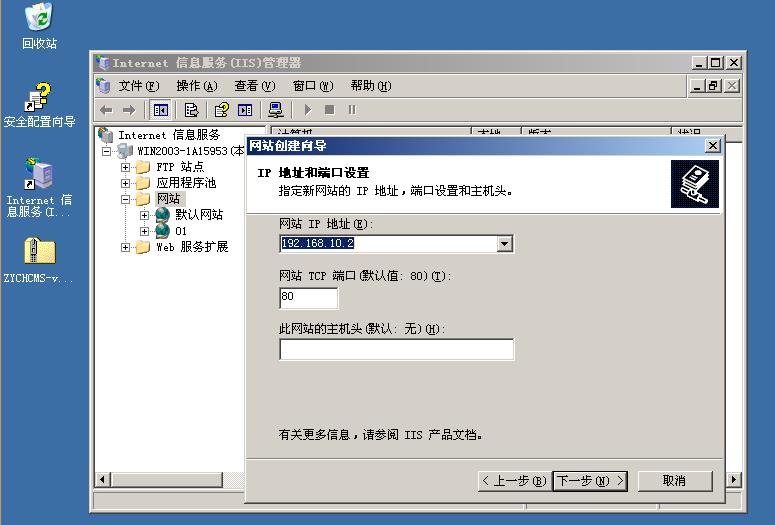 回收站
安全配置向导
Internet 信
息服务(I...
ZYCHCMS-v...
Internet 信息服务(IIS)管理器
文件(F) 操作(A) 查看(V) 窗口(W) 帮助(H)
Internet 信息服务
WIN2003-1A15953(本
FTP 站点
应用程序池
网站
默认网站
01
Web 服务扩展
计算机 本地 版本 状况
网站创建向导
IP 地址和端口设置
指定新网站的 IP 地址，端口设置和主机头。
网站 IP 地址(E):
192.168.10.2
网站 TCP 端口(默认值: 80)(T):
80
此网站的主机头(默认: 无)(H):
有关更多信息，请参阅 IIS 产品文档。
< 上一步(B) 下一步(N) > 取消